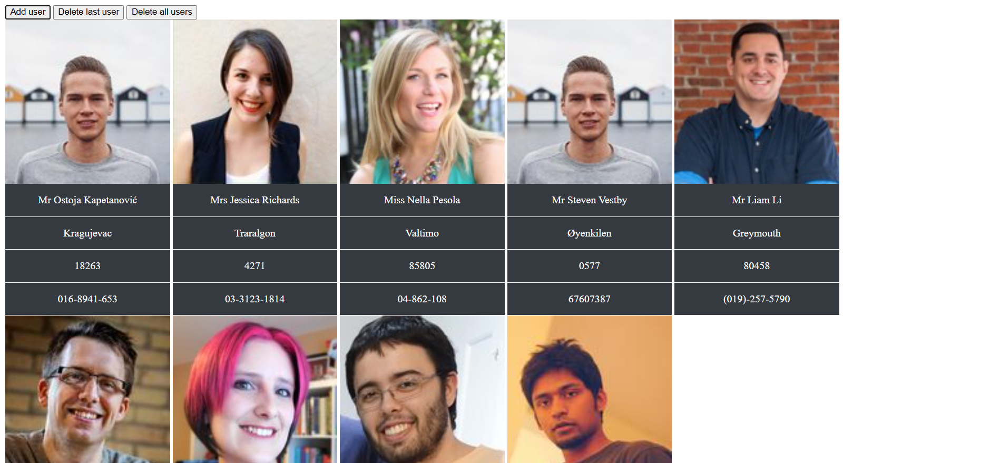 Add user Delete last user Delete all users
Mr Ostoja Kapetanović Mrs Jessica Richards Miss Nella Pesola Mr Steven Vestby Mr Liam Li
Kragujevac Traralgon Valtimo Øyenkilen Greymouth
18263 4271 85805 0577 80458
016-8941-653 03-3123-1814 04-862-108 67607387 (019)-257-5790